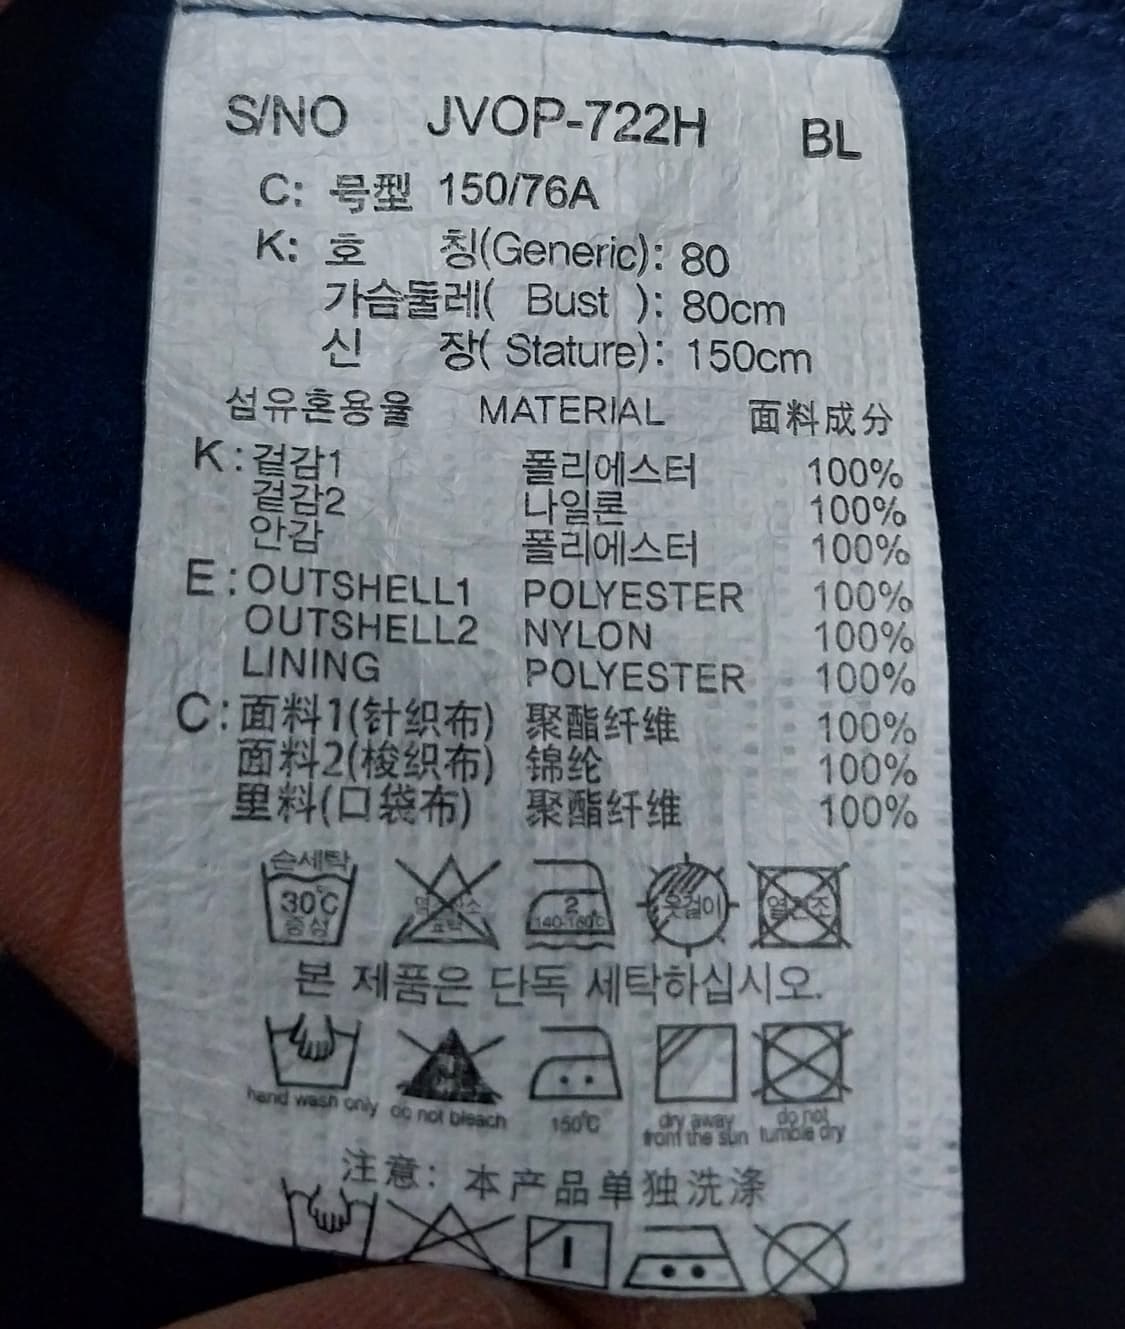 S/NO JVOP-722H BL
C: 号型 150/76A
K: 호 칭(Generic): 80
가슴둘레( Bust ): 80cm
신 장( Stature): 150cm
섬유혼용율 MATERIAL 面料成分
K:겉감1 폴리에스터 100%
겉감2 나일론 100%
안감 폴리에스터 100%
E:OUTSHELL1 POLYESTER 100%
OUTSHELL2 NYLON 100%
LINING POLYESTER 100%
C:面料1(针织布) 聚酯纤维 100%
面料2(梭织布) 锦纶 100%
里料(口袋布) 聚酯纤维 100%
손세탁
30℃ 2 옷걸이
중성 140-160℃
본 제품은 단독 세탁하십시오.
hand wash only do not bleach 150℃ dry away do not
from the sun tumble dry
注意: 本产品单独洗涤